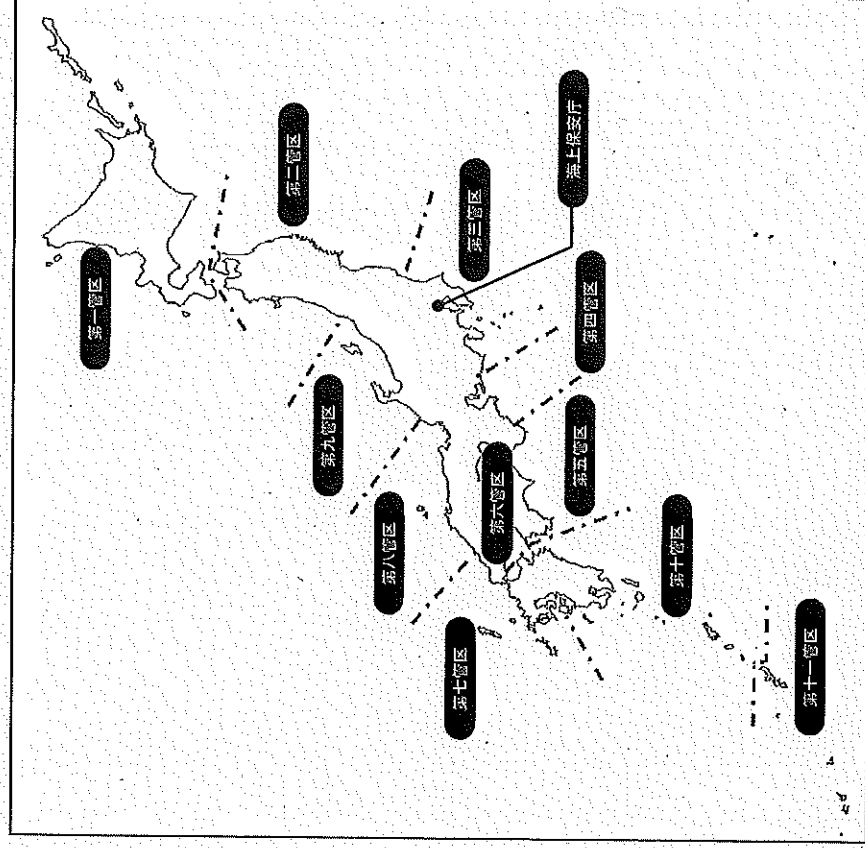 第一管区
第二管区
第三管区
海上保安庁
第四管区
第五管区
第六管区
第七管区
第八管区
第九管区
第十管区
第十一管区